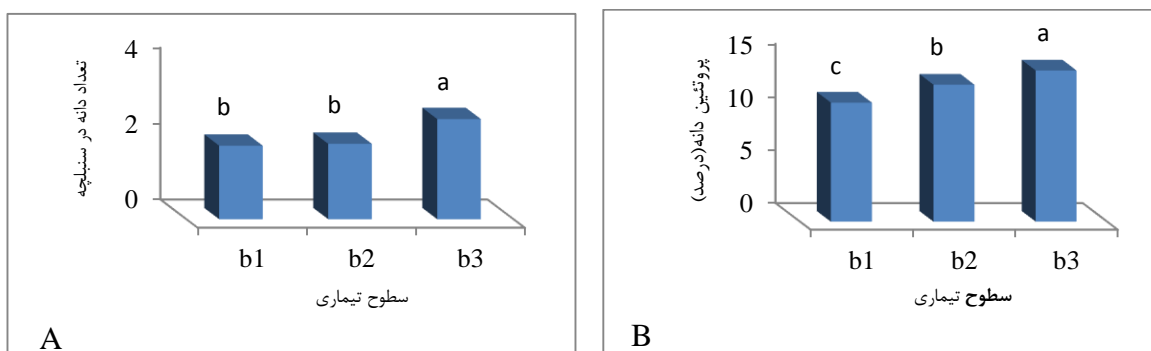 تعداد دانه در سنبلچه
4
2
0
b
b
a
b1 b2 b3
سطوح تیماری
A
پروتئین دانه(درصد)
15
10
5
0
c
b
a
b1 b2 b3
سطوح تیماری
B